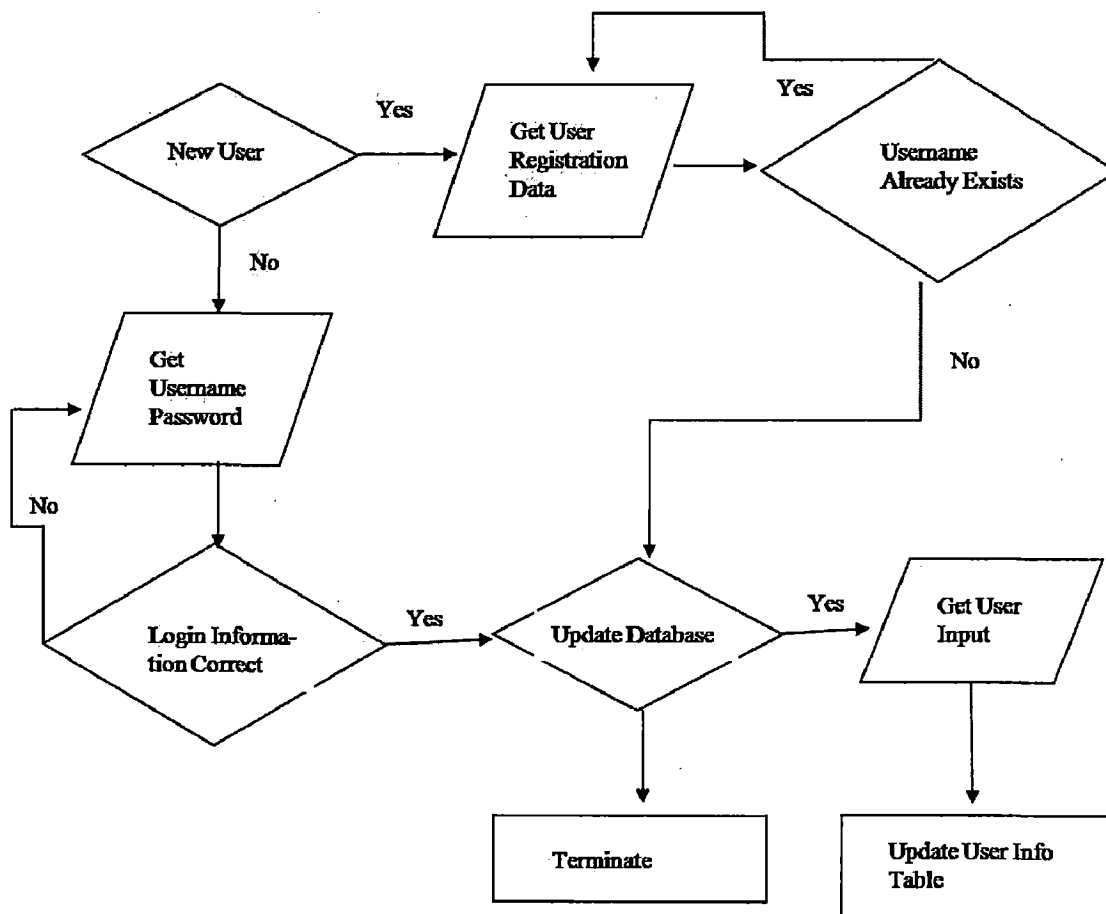 Yes
Yes
New User
Get User
Registration
Data
Username
Already Exists
No
No
Get
Username
Password
No
Yes
Yes
Login Informa-
tion Correct
Update Database
Get User
Input
Terminate
Update User Info
Table